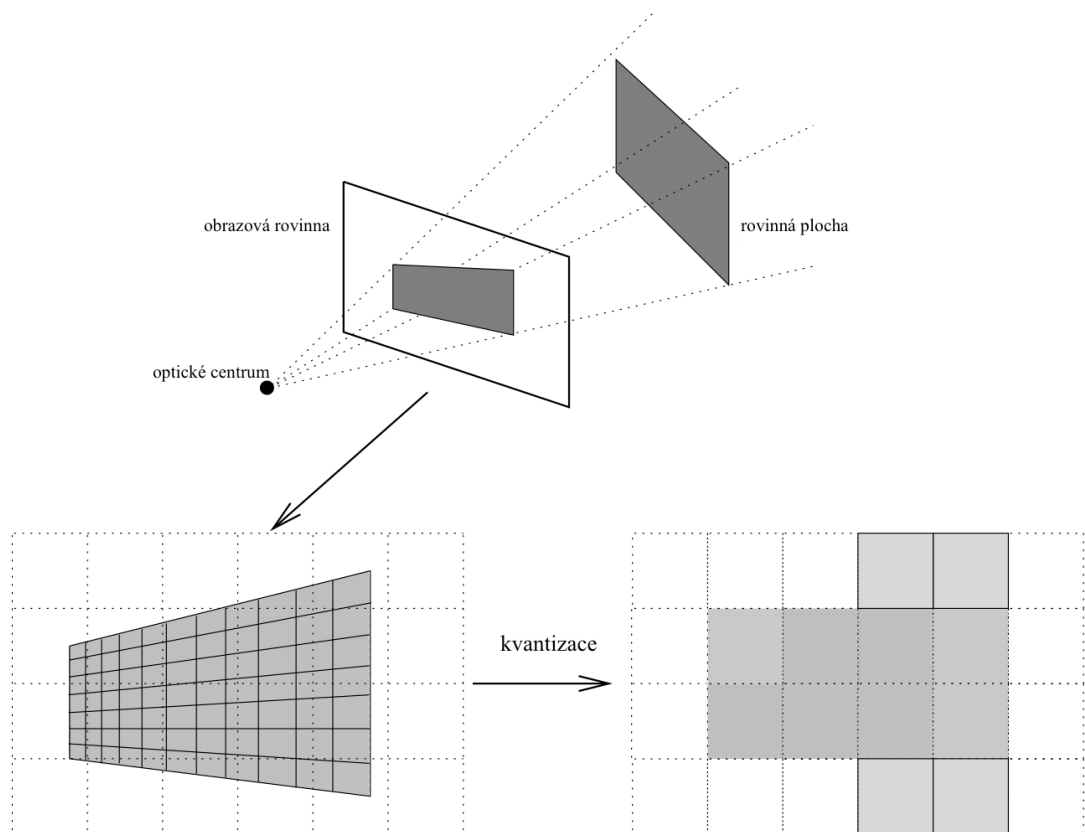 obrazová rovinna
rovinná plocha
optické centrum
kvantizace